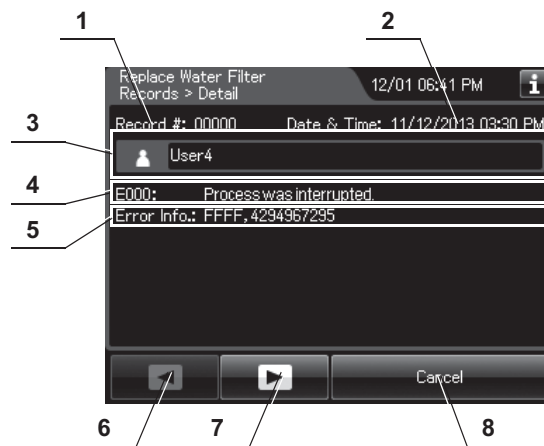 1 2
Replace Water Filter 12/01 06:41 PM i
Records > Detail
Record #: 00000 Date & Time: 11/12/2013 03:30 PM
3
User4
4
E000: Process was interrupted.
5
Error Info.: FFFF,4294967295
Cancel
6 7 8